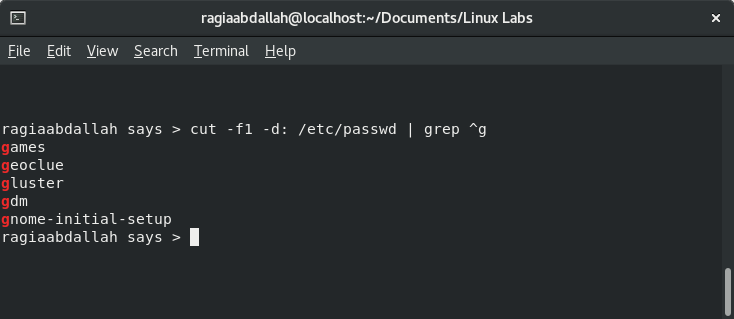 ragiaabdallah@localhost:~/Documents/Linux Labs
File Edit View Search Terminal Help
ragiaabdallah says > cut -f1 -d: /etc/passwd | grep ^g
games
geoclue
gluster
gdm
gnome-initial-setup
ragiaabdallah says >